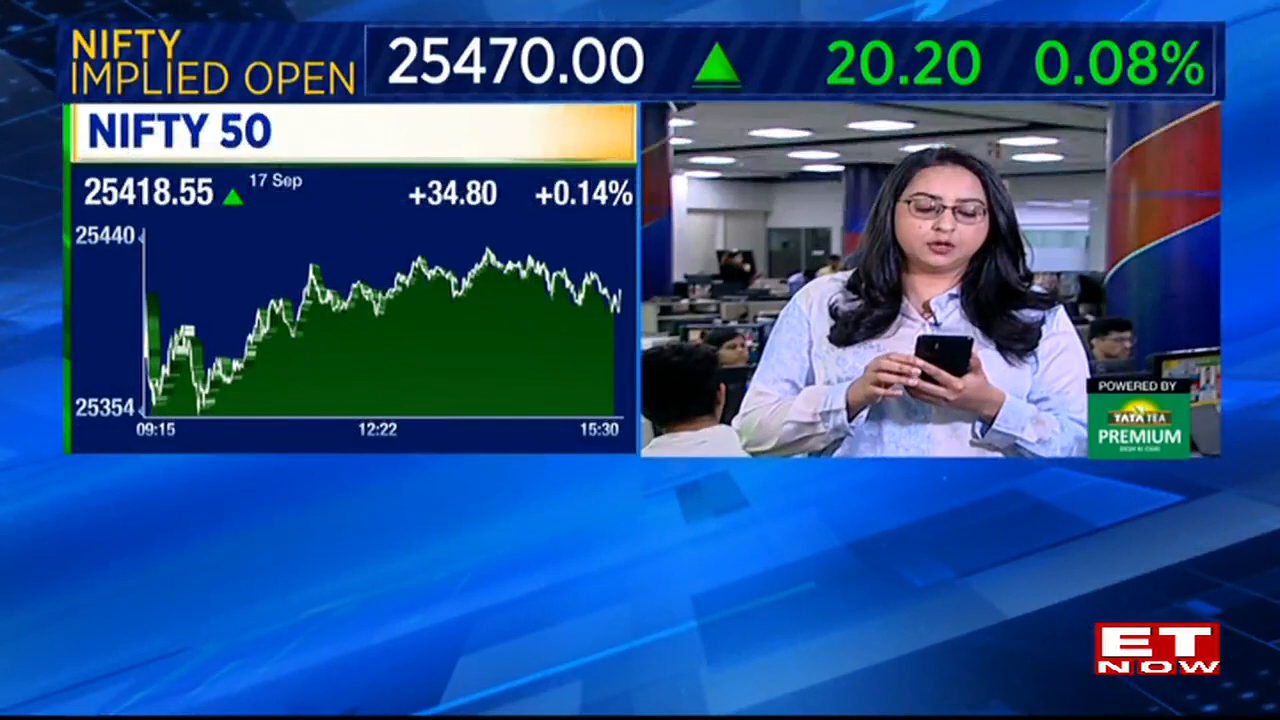 NIFTY
IMPLIED OPEN
25470.00 ▲ 20.20 0.08%
NIFTY 50
25418.55 ▲ 17 Sep +34.80 +0.14%
25440
25354
09:15 12:22 15:30
POWERED BY
TATA TEA
PREMIUM
ET
NOW